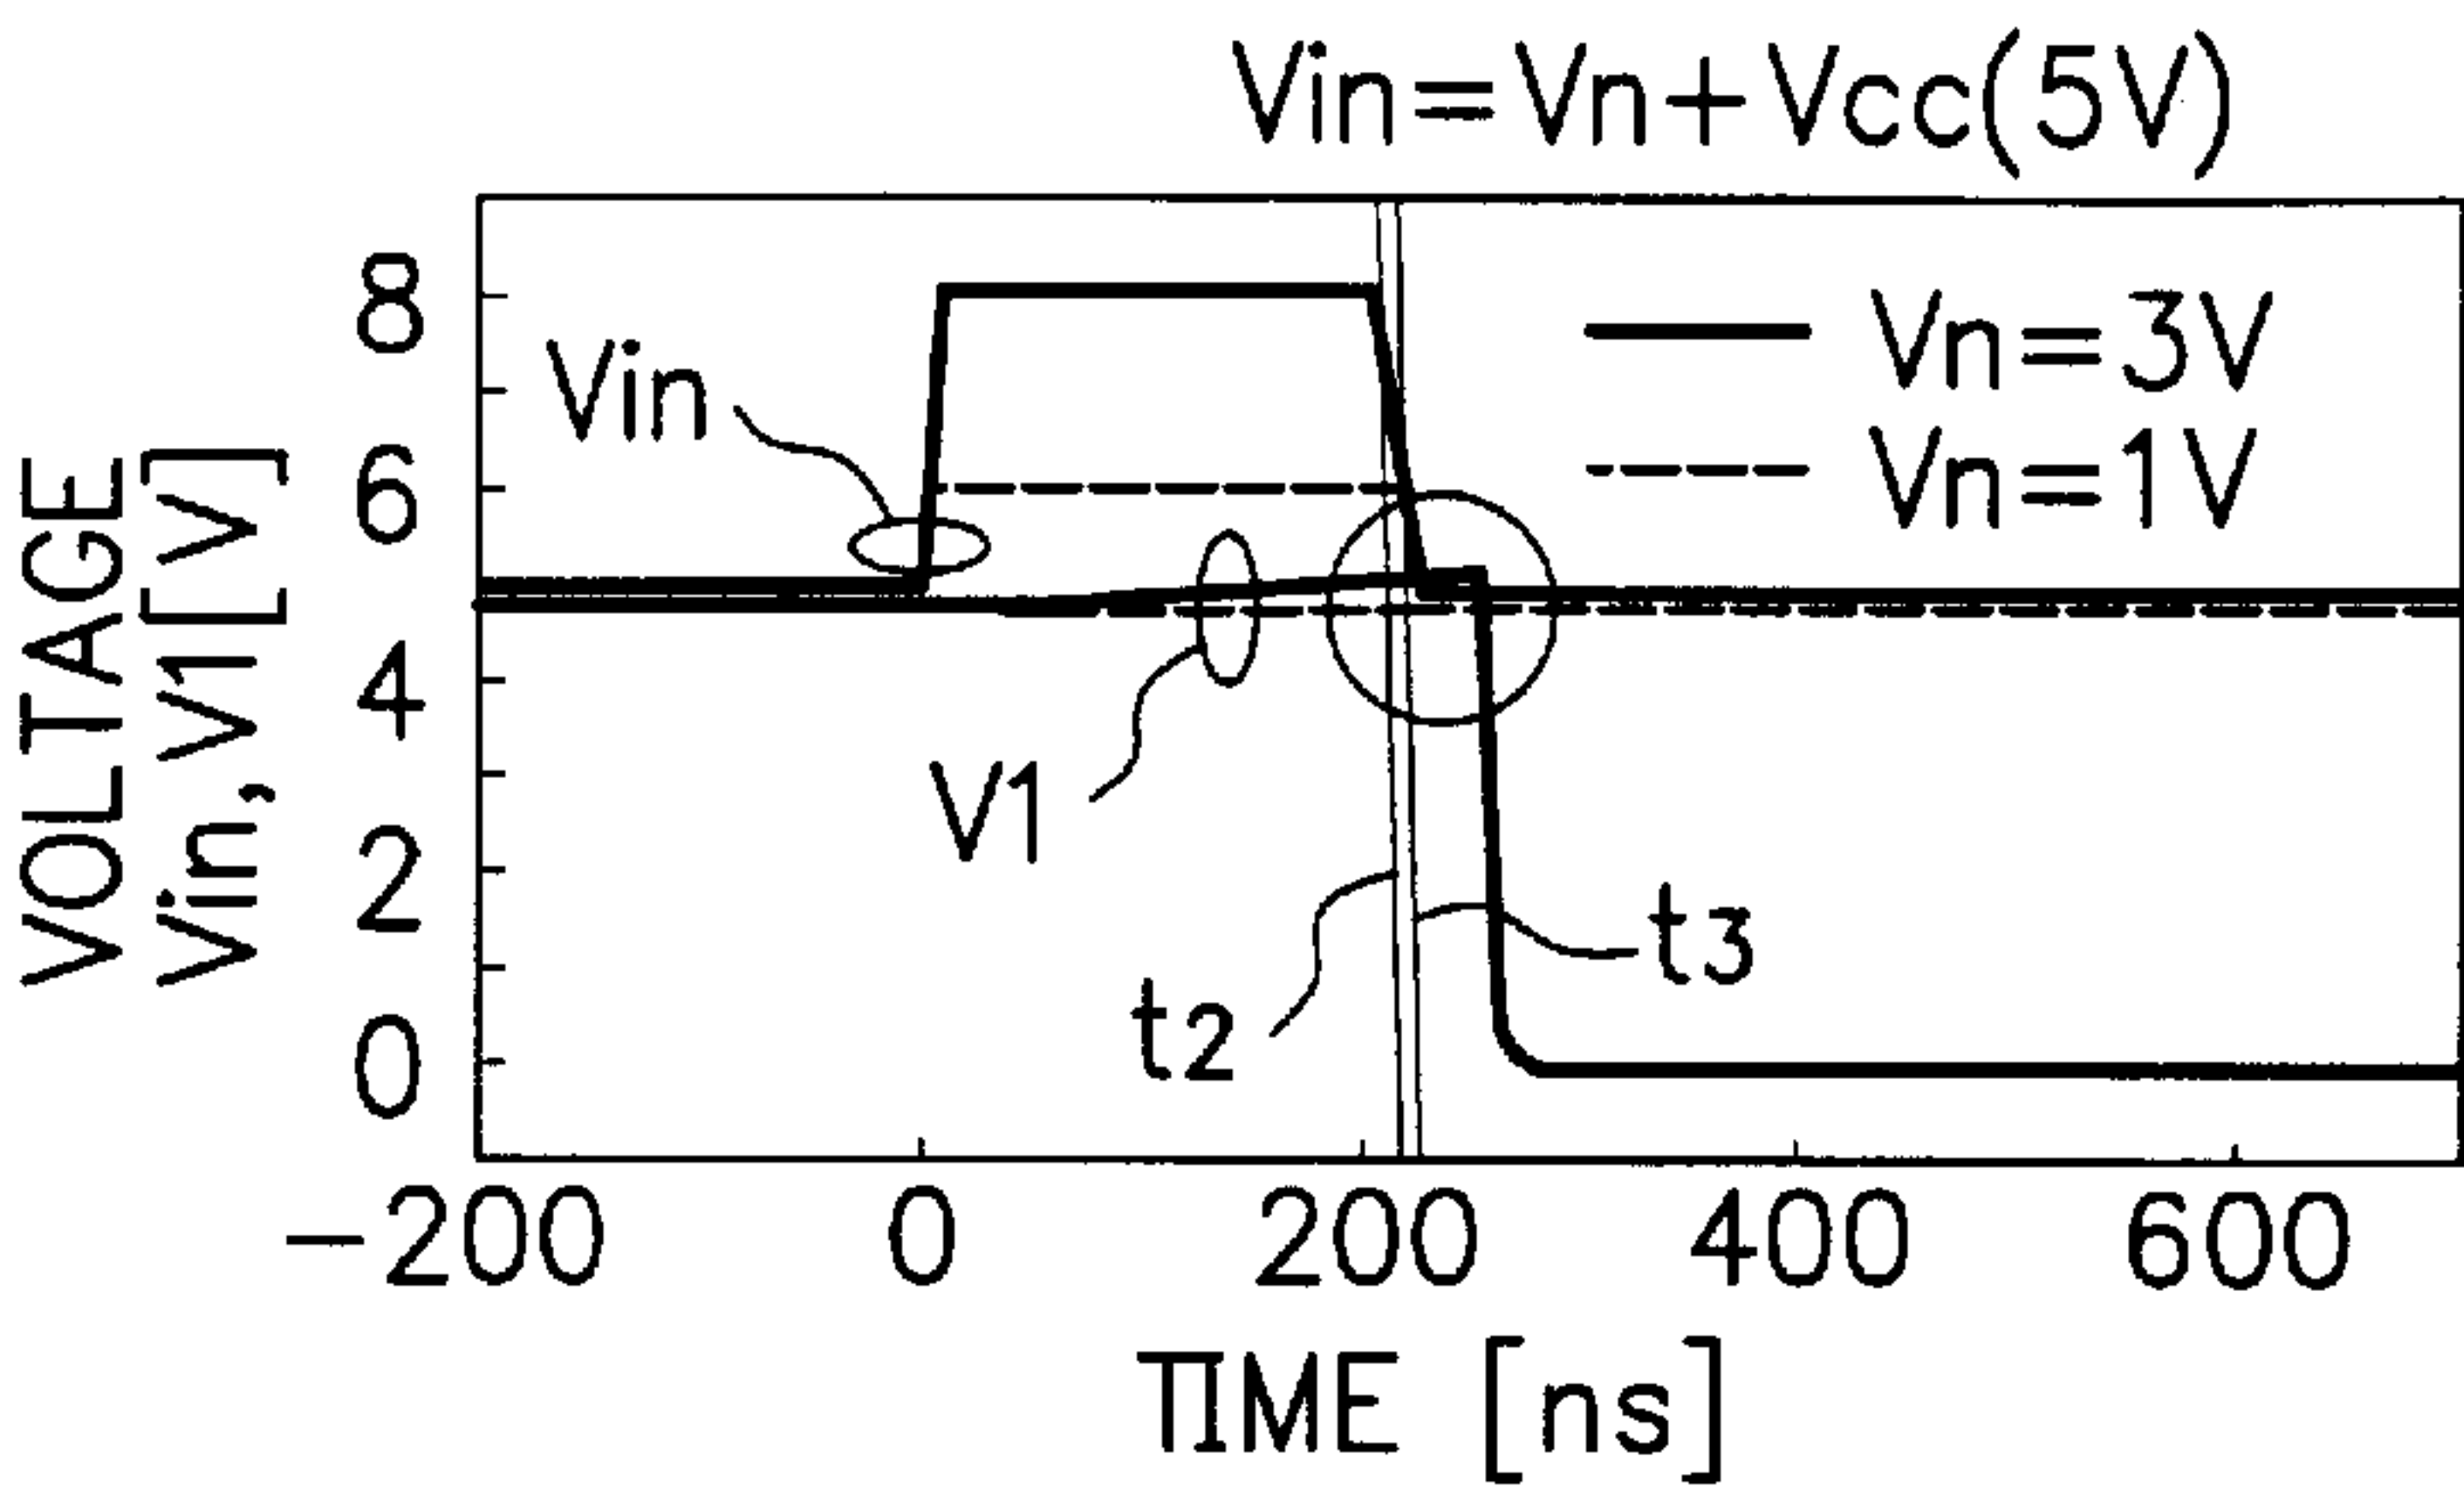 Vin=Vn+Vcc(5V)
VOLTAGE
Vin,V1[V]
8
6
4
2
0
Vin
Vn=3V
Vn=1V
V1
t2
t3
-200 0 200 400 600
TIME [ns]